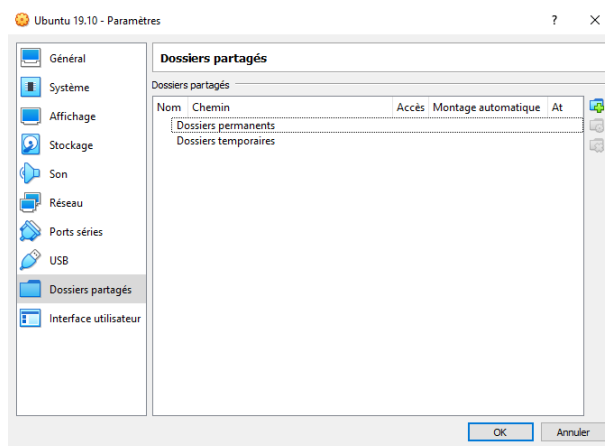 Ubuntu 19.10 - Paramètres ? ×
Général
Système
Affichage
Stockage
Son
Réseau
Ports séries
USB
Dossiers partagés
Interface utilisateur
Dossiers partagés
Dossiers partagés
Nom Chemin Accès Montage automatique At
Dossiers permanents
Dossiers temporaires
OK Annuler